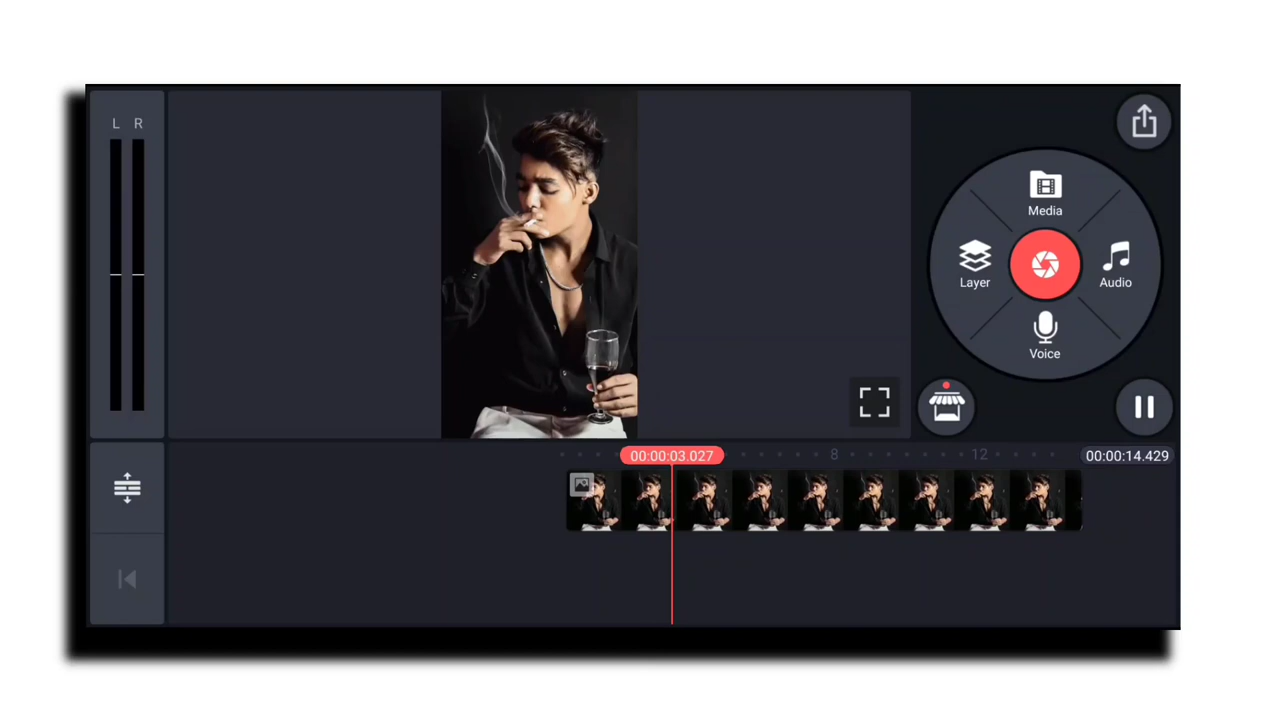 L R
Media
Layer
Audio
Voice
00:00:03.027
8
12
00:00:14.429